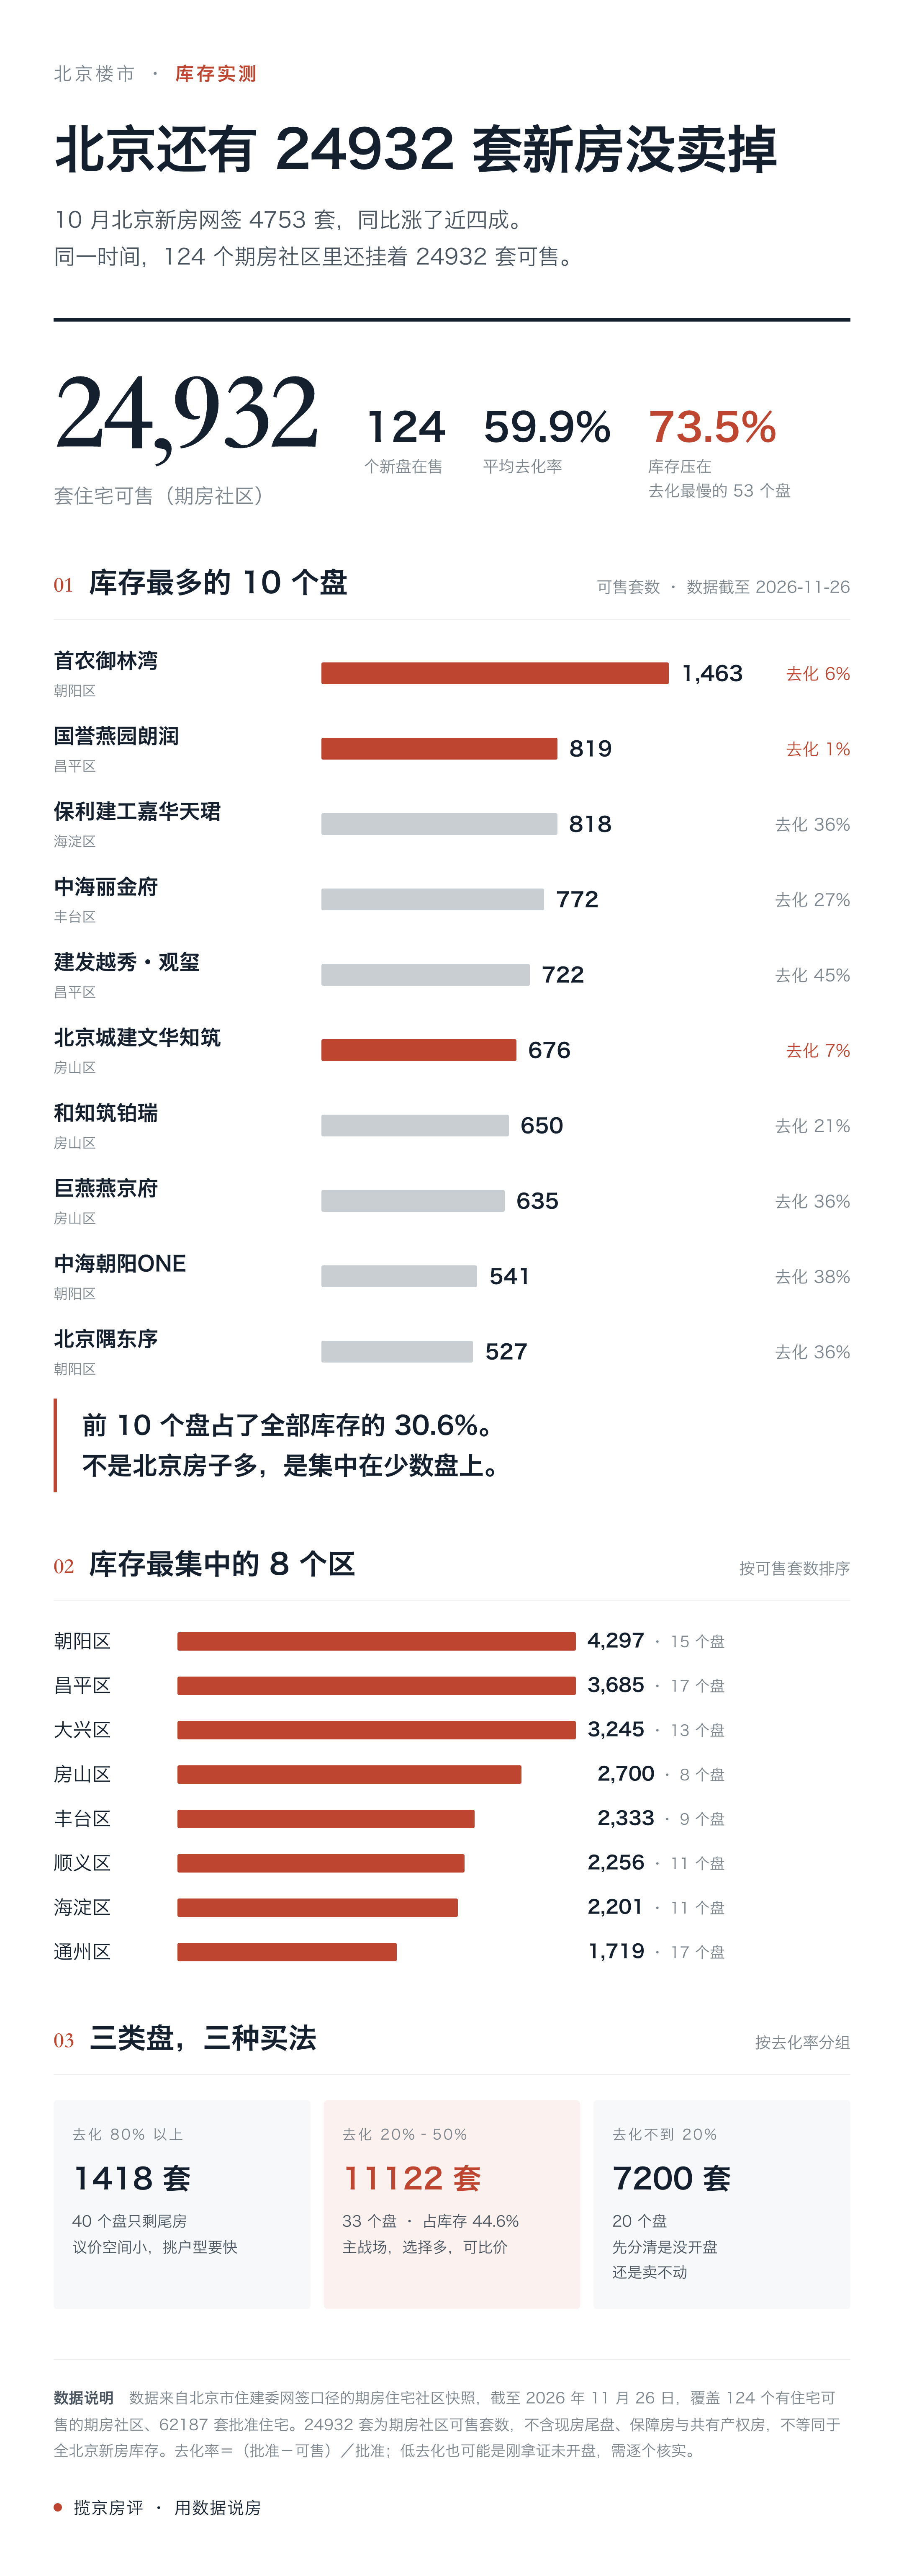 北京楼市 · 库存实测
北京还有 24932 套新房没卖掉
10 月北京新房网签 4753 套，同比涨了近四成。
同一时间，124 个期房社区里还挂着 24932 套可售。
24,932
套住宅可售（期房社区）
124
个新盘在售
59.9%
平均去化率
73.5%
库存压在
去化最慢的 53 个盘
01 库存最多的 10 个盘
可售套数 · 数据截至 2026-11-26
首农御林湾
朝阳区
1,463
去化 6%
国誉燕园朗润
昌平区
819
去化 1%
保利建工嘉华天珺
海淀区
818
去化 36%
中海丽金府
丰台区
772
去化 27%
建发越秀·观玺
昌平区
722
去化 45%
北京城建文华知筑
房山区
676
去化 7%
和知筑铂瑞
房山区
650
去化 21%
巨燕燕京府
房山区
635
去化 36%
中海朝阳ONE
朝阳区
541
去化 38%
北京隅东序
朝阳区
527
去化 36%
前 10 个盘占了全部库存的 30.6%。
不是北京房子多，是集中在少数盘上。
02 库存最集中的 8 个区
按可售套数排序
朝阳区 4,297 · 15 个盘
昌平区 3,685 · 17 个盘
大兴区 3,245 · 13 个盘
房山区 2,700 · 8 个盘
丰台区 2,333 · 9 个盘
顺义区 2,256 · 11 个盘
海淀区 2,201 · 11 个盘
通州区 1,719 · 17 个盘
03 三类盘，三种买法
按去化率分组
去化 80% 以上
1418 套
40 个盘只剩尾房
议价空间小，挑户型要快
去化 20% - 50%
11122 套
33 个盘 · 占库存 44.6%
主战场，选择多，可比价
去化不到 20%
7200 套
20 个盘
先分清是没开盘
还是卖不动
数据说明 数据来自北京市住建委网签口径的期房住宅社区快照，截至 2026 年 11 月 26 日，覆盖 124 个有住宅可
售的期房社区、62187 套批准住宅。24932 套为期房社区可售套数，不含现房尾盘、保障房与共有产权房，不等同于
全北京新房库存。去化率＝（批准－可售）／批准；低去化也可能是刚拿证未开盘，需逐个核实。
揽京房评 · 用数据说房